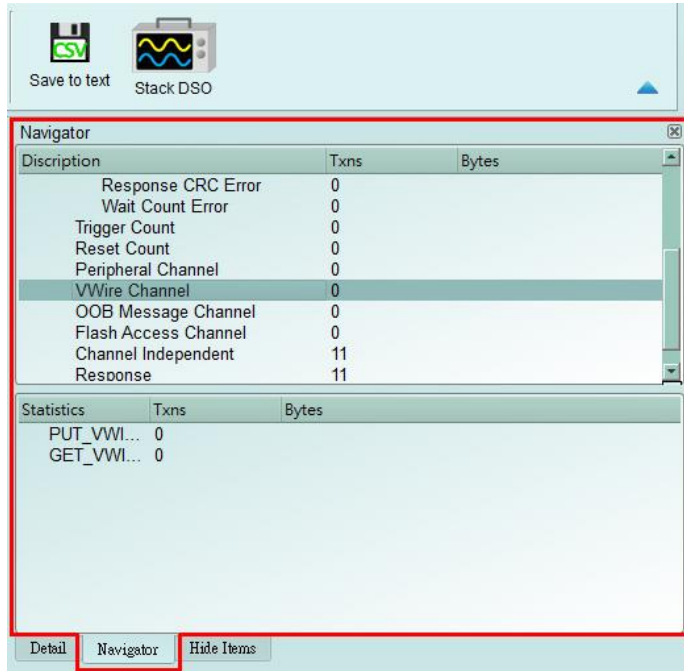 CSV
Save to text
Stack DSO
Navigator
Discription Txns Bytes
Response CRC Error 0
Wait Count Error 0
Trigger Count 0
Reset Count 0
Peripheral Channel 0
VWire Channel 0
OOB Message Channel 0
Flash Access Channel 0
Channel Independent 11
Response 11
Statistics Txns Bytes
PUT_VWI... 0
GET_VWI... 0
Detail Navigator Hide Items